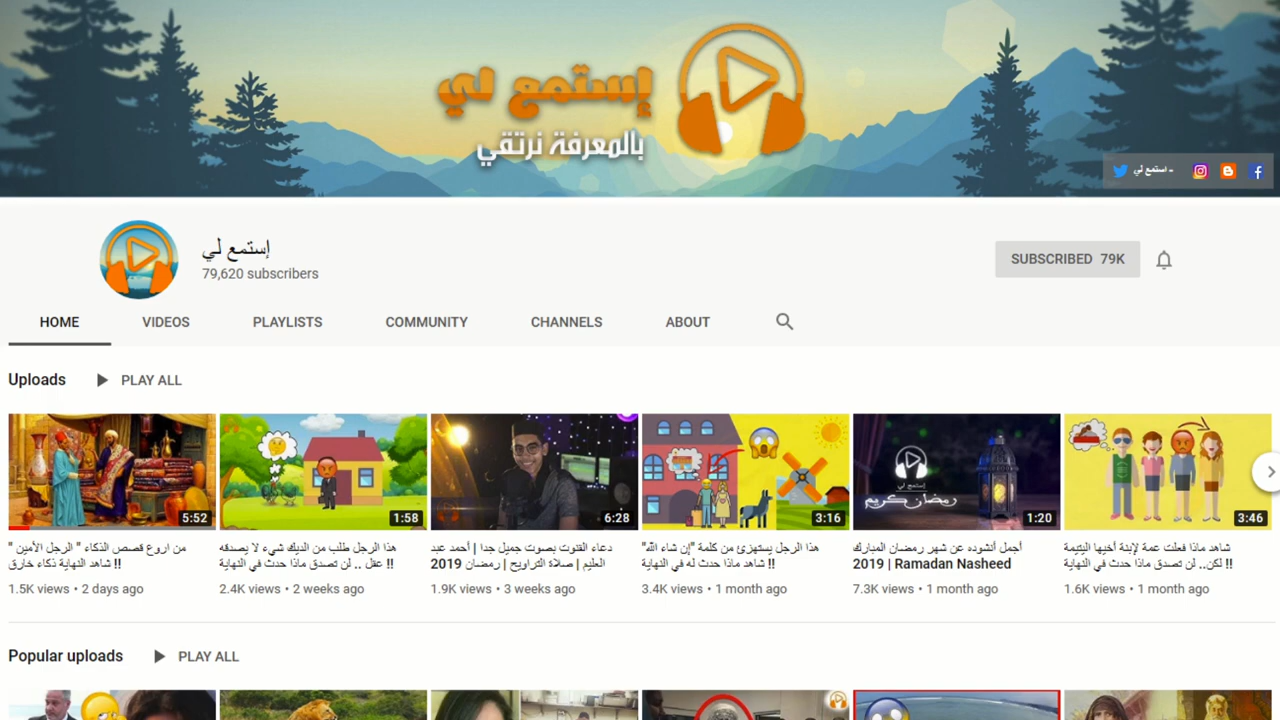 إستمع لي
بالمعرفة نرتقي
- استمع لي
إستمع لي
79,620 subscribers
SUBSCRIBED 79K
HOME VIDEOS PLAYLISTS COMMUNITY CHANNELS ABOUT
Uploads PLAY ALL
إستمع لي
رمضان كريم
5:52 1:58 6:28 3:16 1:20 3:46
من اروع قصص الذكاء " الرجل الأمين "
!! شاهد النهاية ذكاء خارق
1.5K views • 2 days ago
هذا الرجل طلب من الديك شيء لا يصدقه
!! عقل .. لن تصدق ماذا حدث في النهاية
2.4K views • 2 weeks ago
دعاء القنوت بصوت جميل جدا | أحمد عبد
العليم | صلاة التراويح | رمضان 2019
1.9K views • 3 weeks ago
هذا الرجل يستهزئ من كلمة "إن شاء الله"
!! شاهد ماذا حدث له في النهاية
3.4K views • 1 month ago
أجمل أنشوده عن شهر رمضان المبارك
2019 | Ramadan Nasheed
7.3K views • 1 month ago
شاهد ماذا فعلت عمة لإبنة أخيها اليتيمة
!! لكن.. لن تصدق ماذا حدث في النهاية
1.6K views • 1 month ago
Popular uploads PLAY ALL